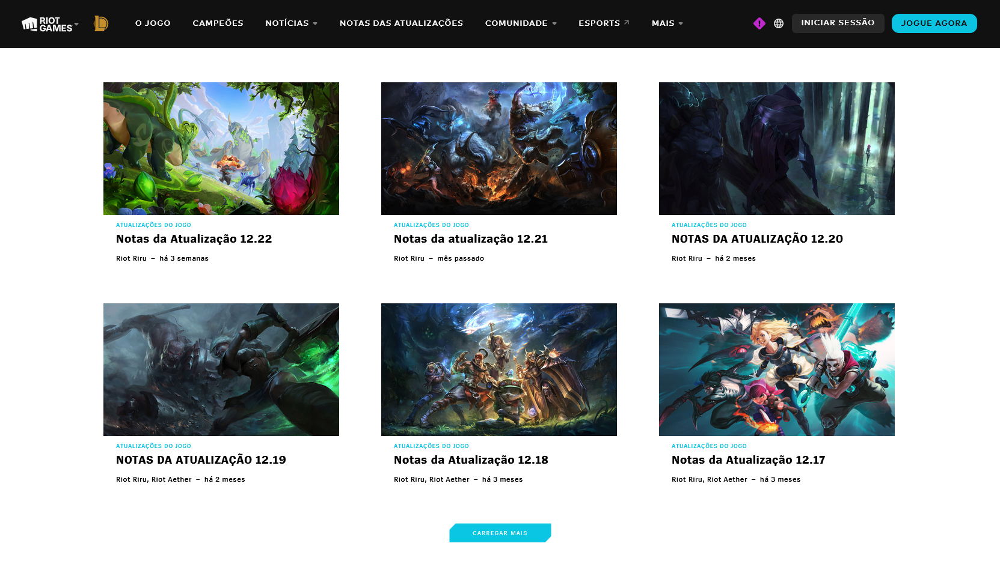 RIOT GAMES
O JOGO
CAMPEÕES
NOTÍCIAS
NOTAS DAS ATUALIZAÇÕES
COMUNIDADE
ESPORTS
MAIS
INICIAR SESSÃO
JOGUE AGORA
ATUALIZAÇÕES DO JOGO
Notas da Atualização 12.22
Riot Riru – há 3 semanas
ATUALIZAÇÕES DO JOGO
Notas da atualização 12.21
Riot Riru – mês passado
ATUALIZAÇÕES DO JOGO
NOTAS DA ATUALIZAÇÃO 12.20
Riot Riru – há 2 meses
ATUALIZAÇÕES DO JOGO
NOTAS DA ATUALIZAÇÃO 12.19
Riot Riru, Riot Aether – há 2 meses
ATUALIZAÇÕES DO JOGO
Notas da Atualização 12.18
Riot Riru, Riot Aether – há 3 meses
ATUALIZAÇÕES DO JOGO
Notas da Atualização 12.17
Riot Riru, Riot Aether – há 3 meses
CARREGAR MAIS